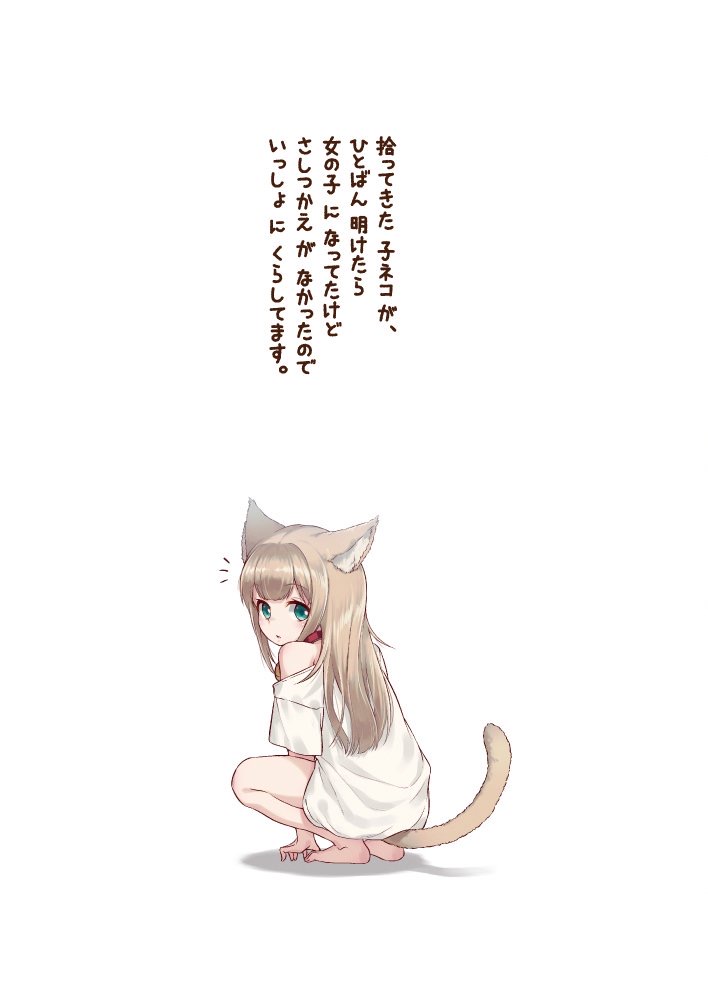 拾ってきた 子ネコ が、
ひとばん 明けたら
女の子 に なってたけど
さしつかえ が なかったので
いっしょ に くらしてます。